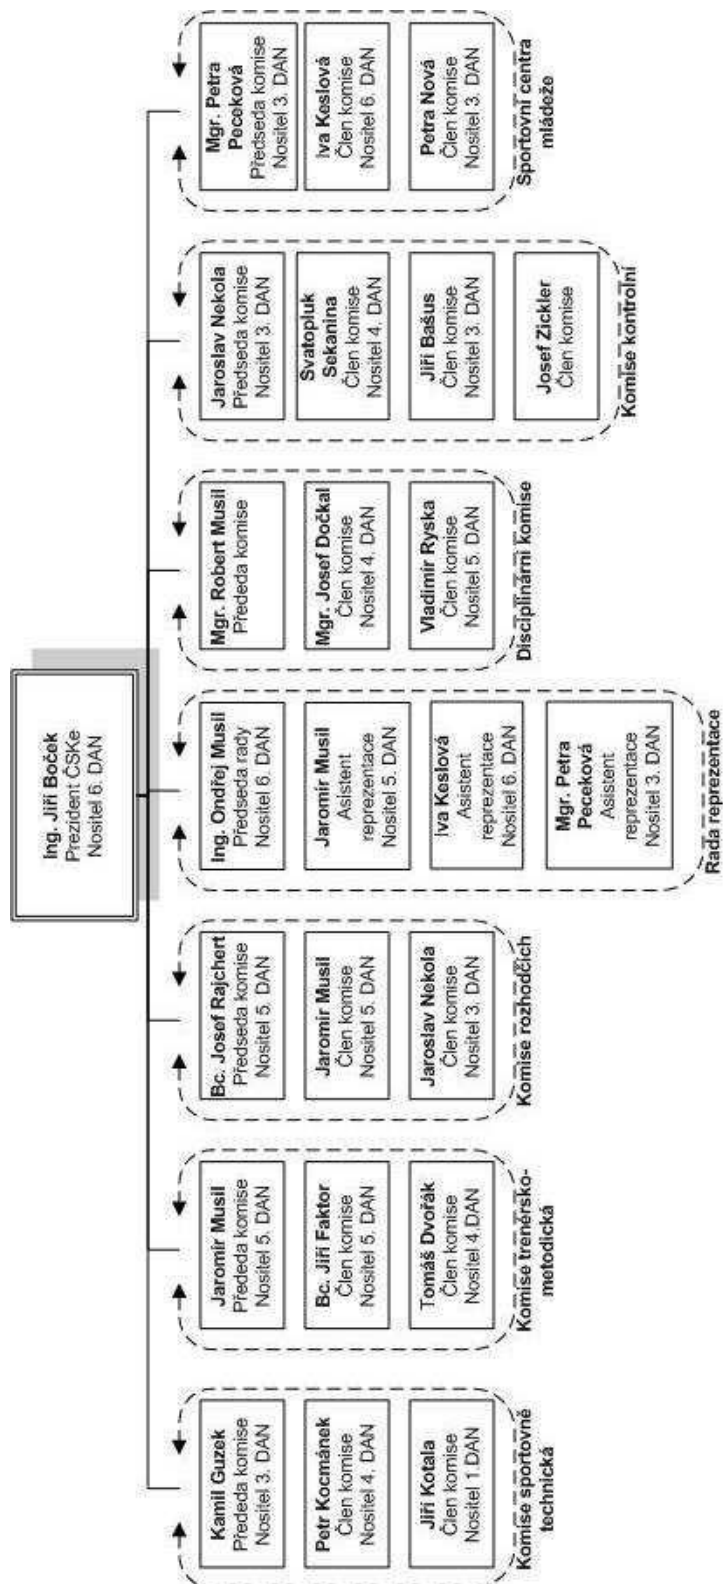 Ing. Jiří Boček
Prezident ČSKe
Nositel 6. DAN
Kamil Guzek
Přededa komise
Nositel 3. DAN
Petr Kocmánek
Člen komise
Nositel 4. DAN
Jiří Kotala
Člen komise
Nositel 1.DAN
Komise sportovně
technická
Jaromír Musil
Přededa komise
Nositel 5. DAN
Bc. Jiří Faktor
Člen komise
Nositel 5. DAN
Tomáš Dvořák
Člen komise
Nositel 4.DAN
Komise trenérsko-
metodická
Bc. Josef Rajchert
Předseda komise
Nositel 5. DAN
Jaromír Musil
Člen komise
Nositel 5. DAN
Jaroslav Nekola
Člen komise
Nositel 3. DAN
Komise rozhodčích
Ing. Ondřej Musil
Předseda rady
Nositel 6. DAN
Jaromír Musil
Asistent
reprezentace
Nositel 5. DAN
Iva Keslová
Asistent
reprezentace
Nositel 6. DAN
Mgr. Petra
Peceková
Asistent
reprezentace
Nositel 3. DAN
Rada reprezentace
Mgr. Robert Musil
Přededa komise
Mgr. Josef Dočkal
Člen komise
Nositel 4. DAN
Vladimír Ryska
Člen komise
Nositel 5. DAN
Disciplinární komise
Jaroslav Nekola
Předseda komise
Nositel 3. DAN
Svatopluk
Sekanina
Člen komise
Nositel 4. DAN
Jiří Bašus
Člen komise
Nositel 3. DAN
Josef Zickler
Člen komise
Komise kontrolní
Mgr. Petra
Peceková
Předseda komise
Nositel 3. DAN
Iva Keslová
Člen komise
Nositel 6. DAN
Petra Nová
Člen komise
Nositel 3. DAN
Sportovní centra
mládeže